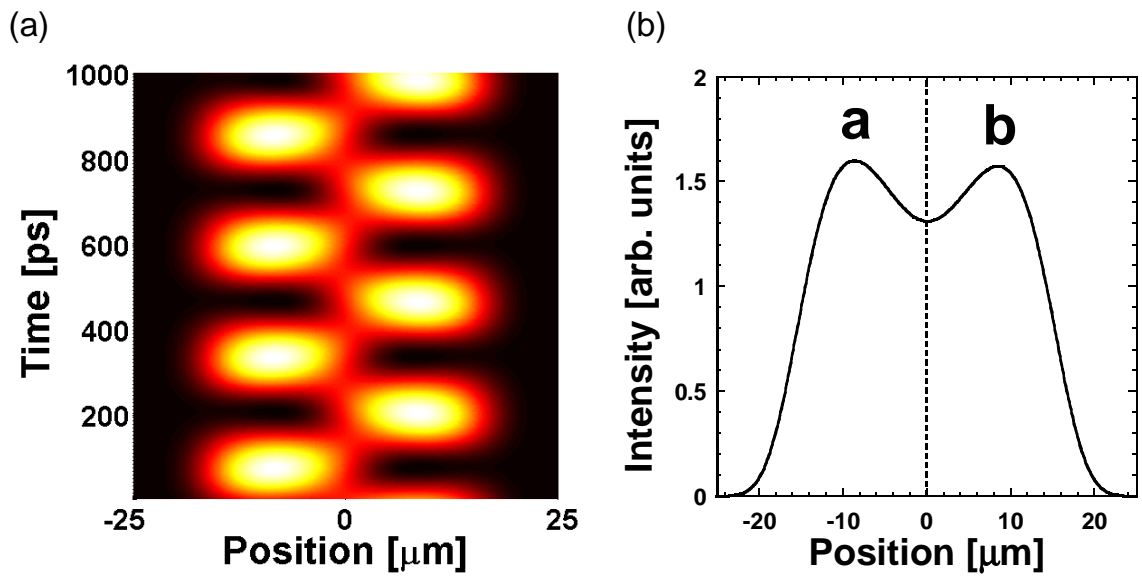 (a)
1000
800
600
400
200
-25
0
25
Time [ps]
Position [μm]
(b)
2
1.5
1
0.5
0
-20
-10
0
10
20
a
b
Intensity [arb. units]
Position [μm]